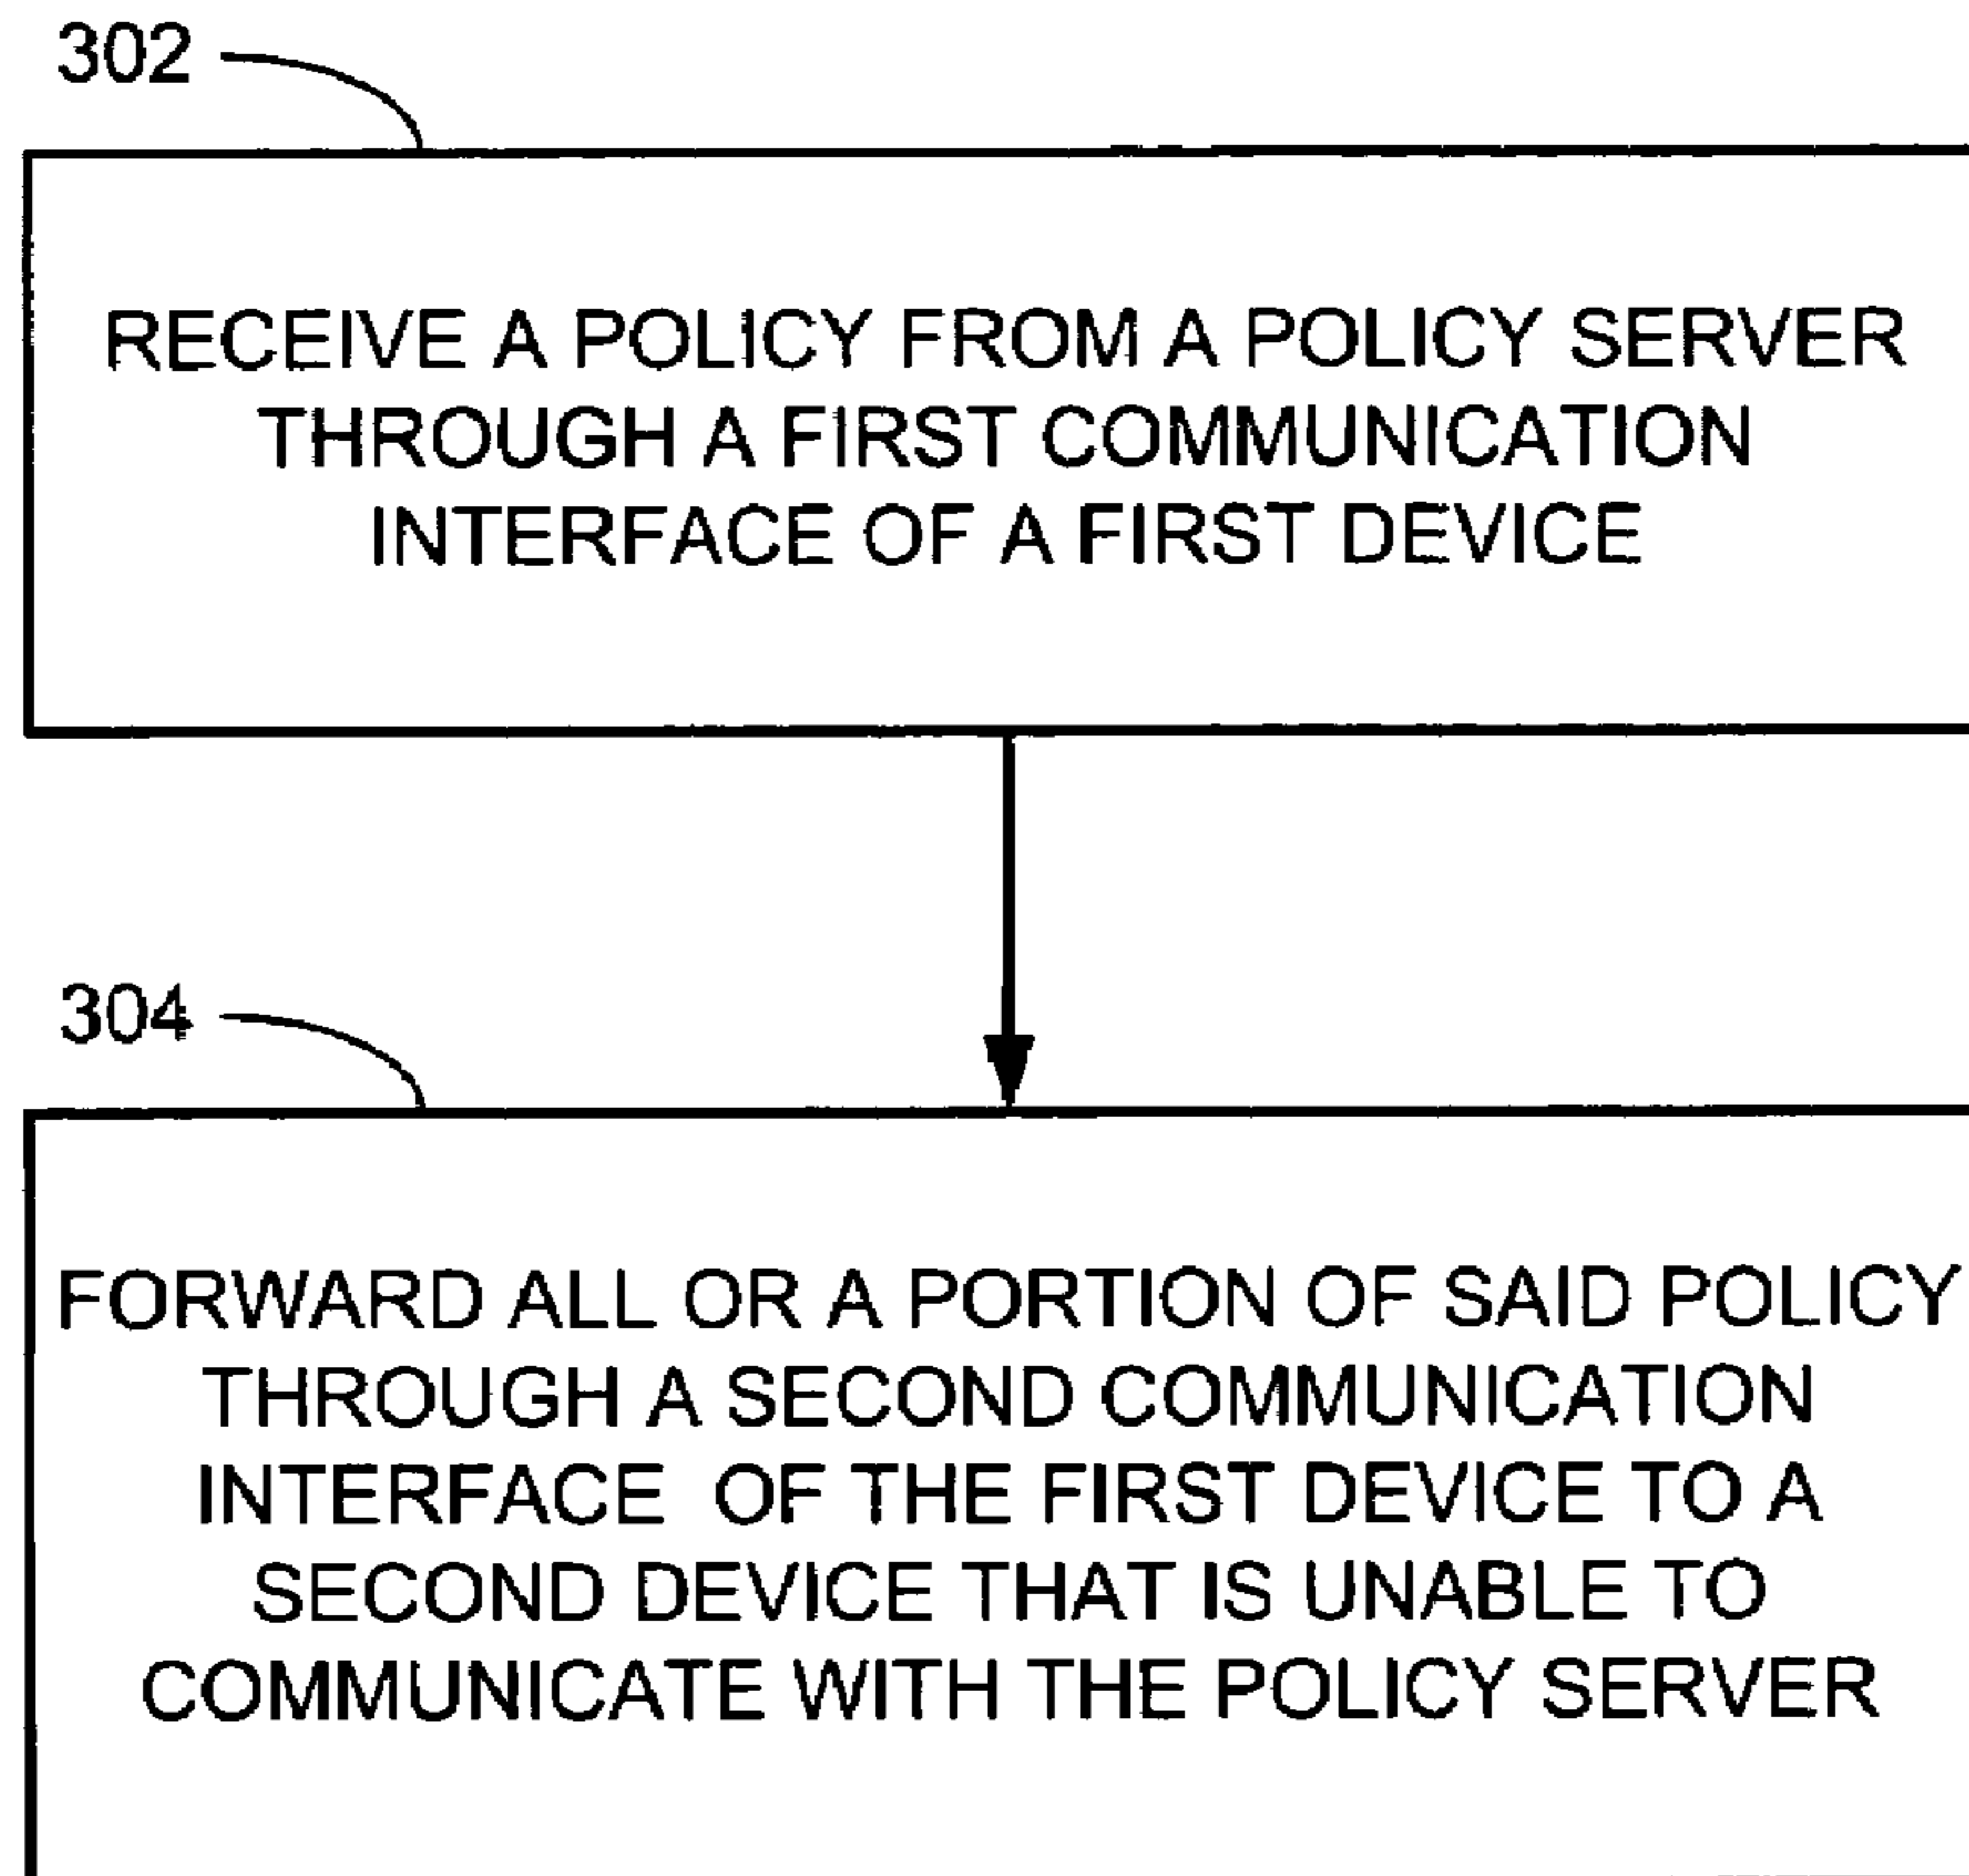 302
RECEIVE A POLICY FROM A POLICY SERVER
THROUGH A FIRST COMMUNICATION
INTERFACE OF A FIRST DEVICE
304
FORWARD ALL OR A PORTION OF SAID POLICY
THROUGH A SECOND COMMUNICATION
INTERFACE OF THE FIRST DEVICE TO A
SECOND DEVICE THAT IS UNABLE TO
COMMUNICATE WITH THE POLICY SERVER